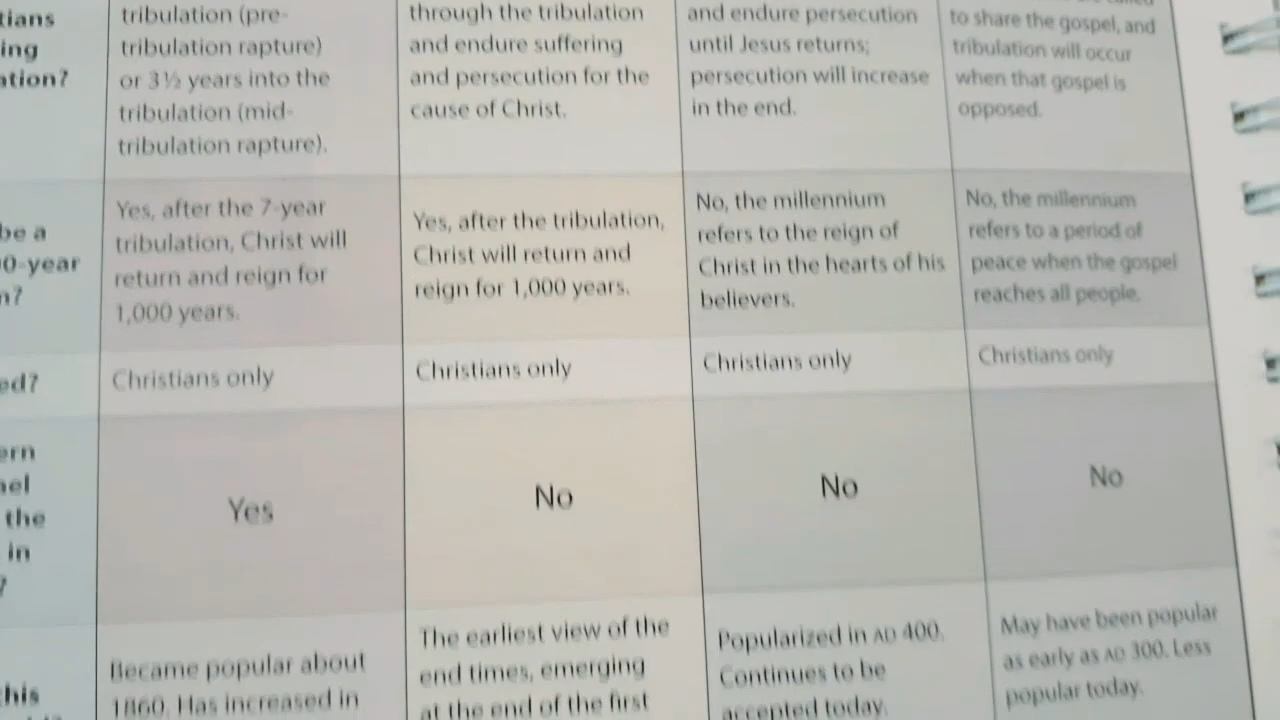 tians
ing
ation?
tribulation (pre-
tribulation rapture)
or 3½ years into the
tribulation (mid-
tribulation rapture).
through the tribulation
and endure suffering
and persecution for the
cause of Christ.
and endure persecution
until Jesus returns;
persecution will increase
in the end.
to share the gospel, and
tribulation will occur
when that gospel is
opposed.
be a
0-year
n?
Yes, after the 7-year
tribulation, Christ will
return and reign for
1,000 years.
Yes, after the tribulation,
Christ will return and
reign for 1,000 years.
No, the millennium
refers to the reign of
Christ in the hearts of his
believers.
No, the millennium
refers to a period of
peace when the gospel
reaches all people.
ed?
Christians only
Christians only
Christians only
Christians only
ern
ael
the
in
?
Yes
No
No
No
his
Became popular about
1860. Has increased in
The earliest view of the
end times, emerging
at the end of the first
Popularized in AD 400.
Continues to be
accepted today.
May have been popular
as early as AD 300. Less
popular today.